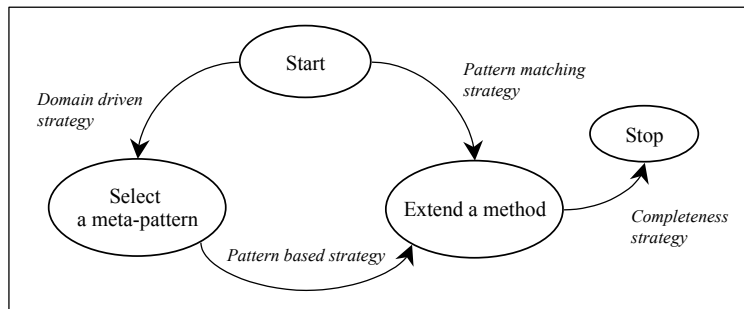 Start
Domain driven
strategy
Pattern matching
strategy
Stop
Select
a meta-pattern
Extend a method
Pattern based strategy
Completeness
strategy